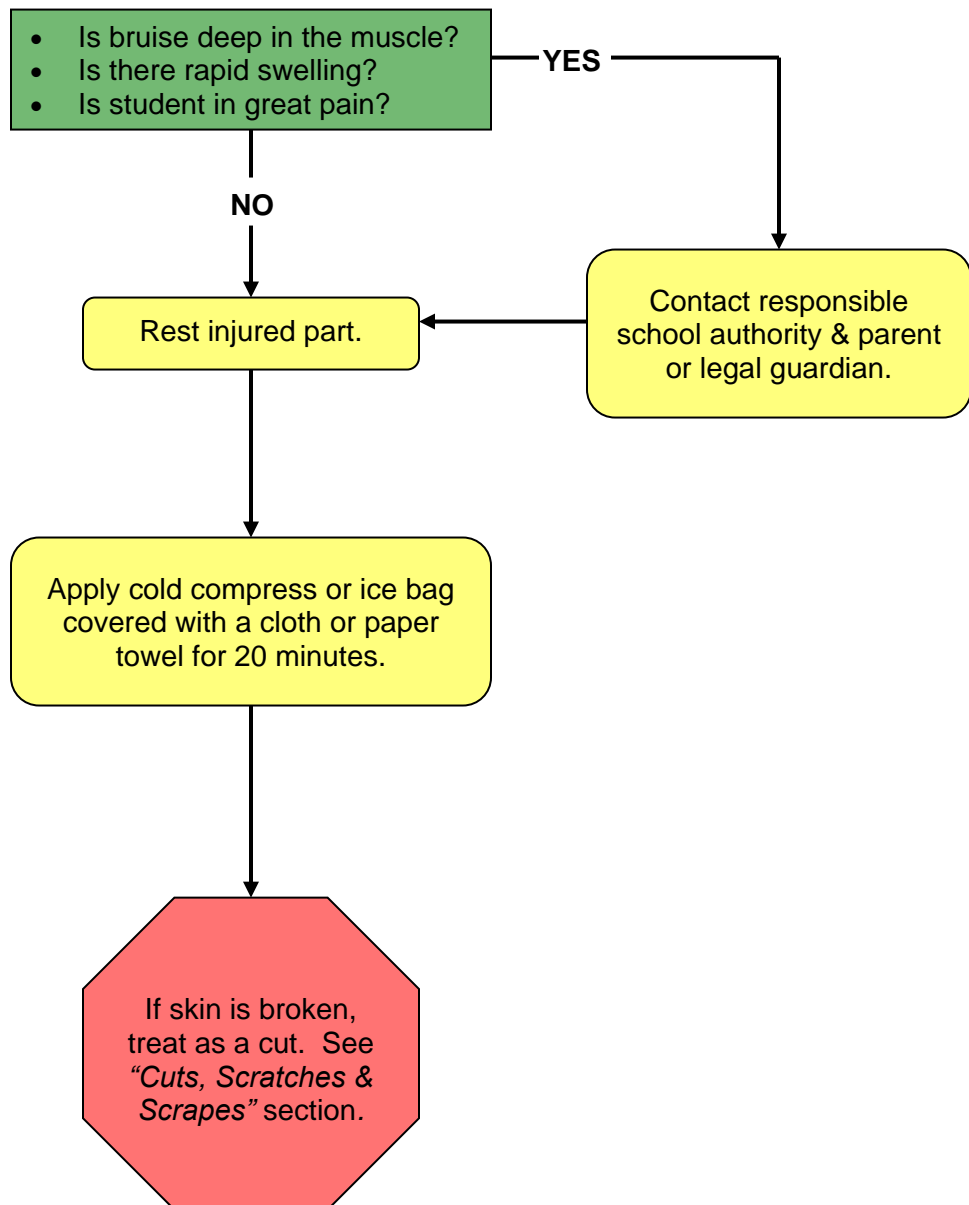 • Is bruise deep in the muscle?
• Is there rapid swelling?
• Is student in great pain?
YES
NO
Rest injured part.
Contact responsible
school authority & parent
or legal guardian.
Apply cold compress or ice bag
covered with a cloth or paper
towel for 20 minutes.
If skin is broken,
treat as a cut.  See
“Cuts, Scratches &
Scrapes” section.